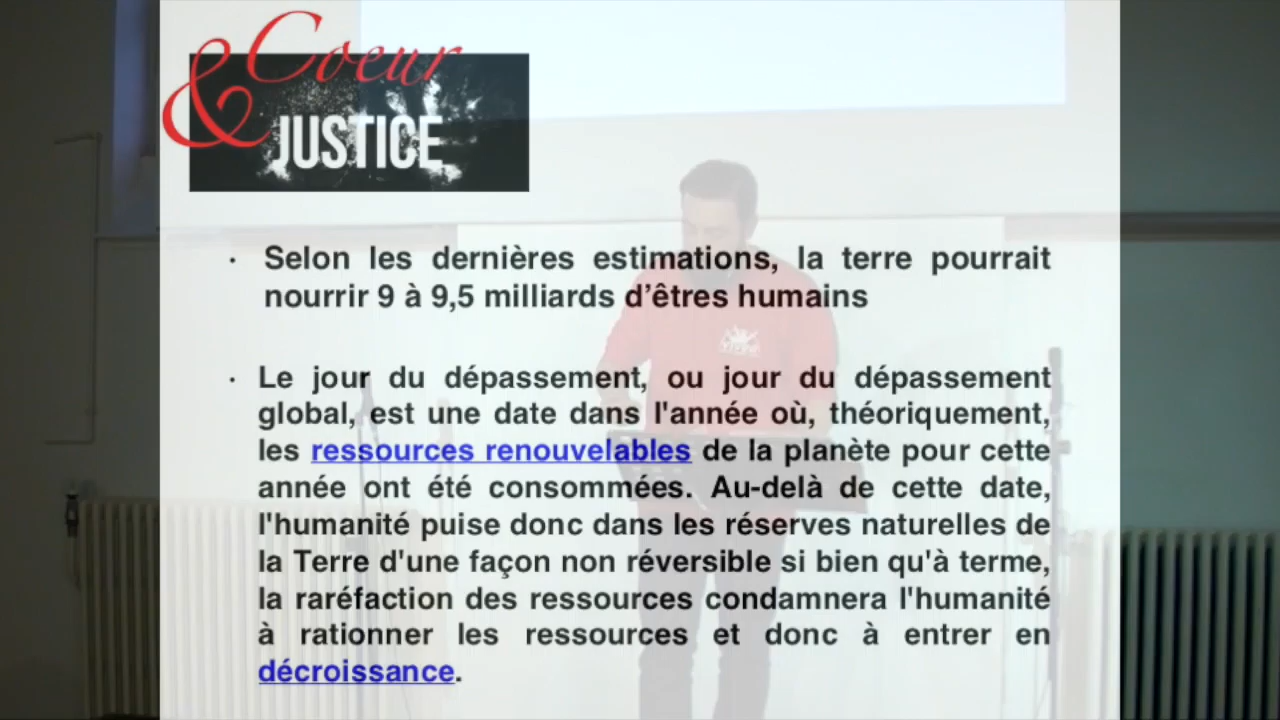 & Coeur
JUSTICE
· Selon les dernières estimations, la terre pourrait
nourrir 9 à 9,5 milliards d’êtres humains
· Le jour du dépassement, ou jour du dépassement
global, est une date dans l'année où, théoriquement,
les ressources renouvelables de la planète pour cette
année ont été consommées. Au-delà de cette date,
l'humanité puise donc dans les réserves naturelles de
la Terre d'une façon non réversible si bien qu'à terme,
la raréfaction des ressources condamnera l'humanité
à rationner les ressources et donc à entrer en
décroissance.